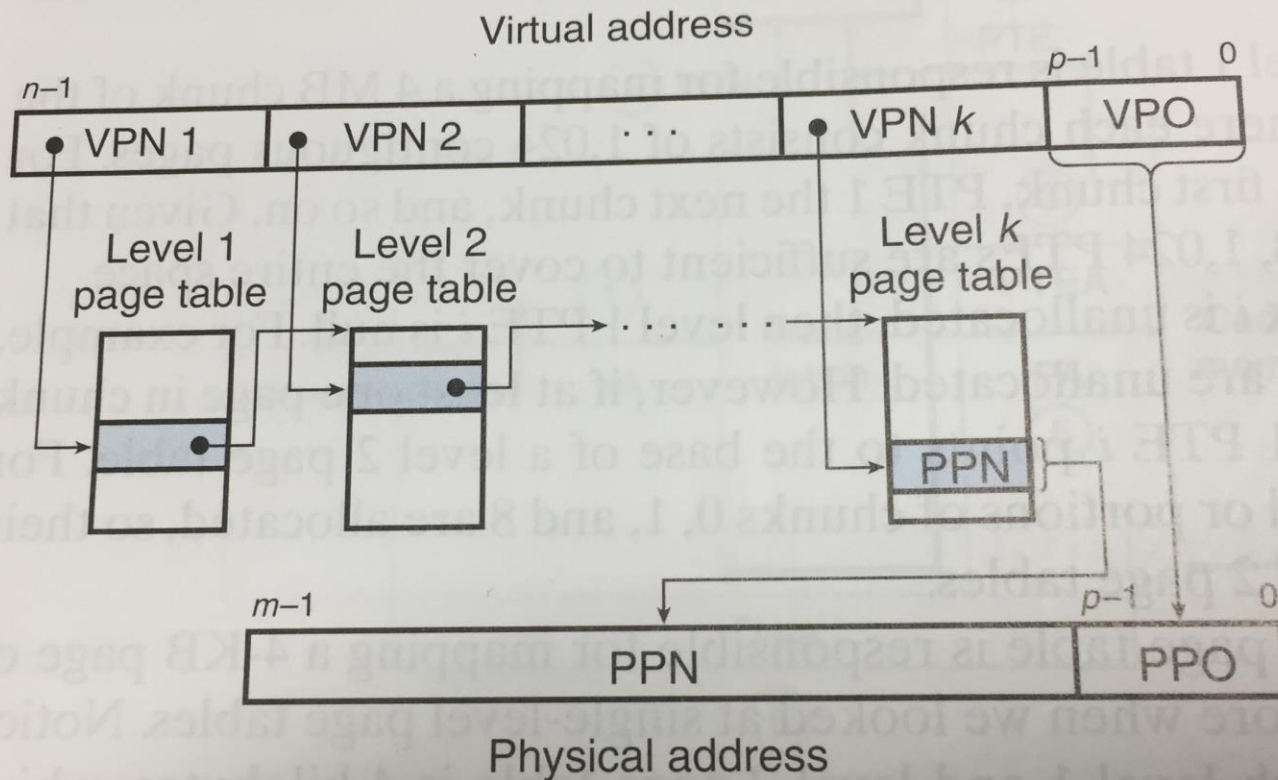 Virtual address
n–1 p–1 0
VPN 1 VPN 2 · · · VPN k VPO
Level 1 page table
Level 2 page table
Level k page table
· · · · · ·
PPN
m–1 p–1 0
PPN PPO
Physical address